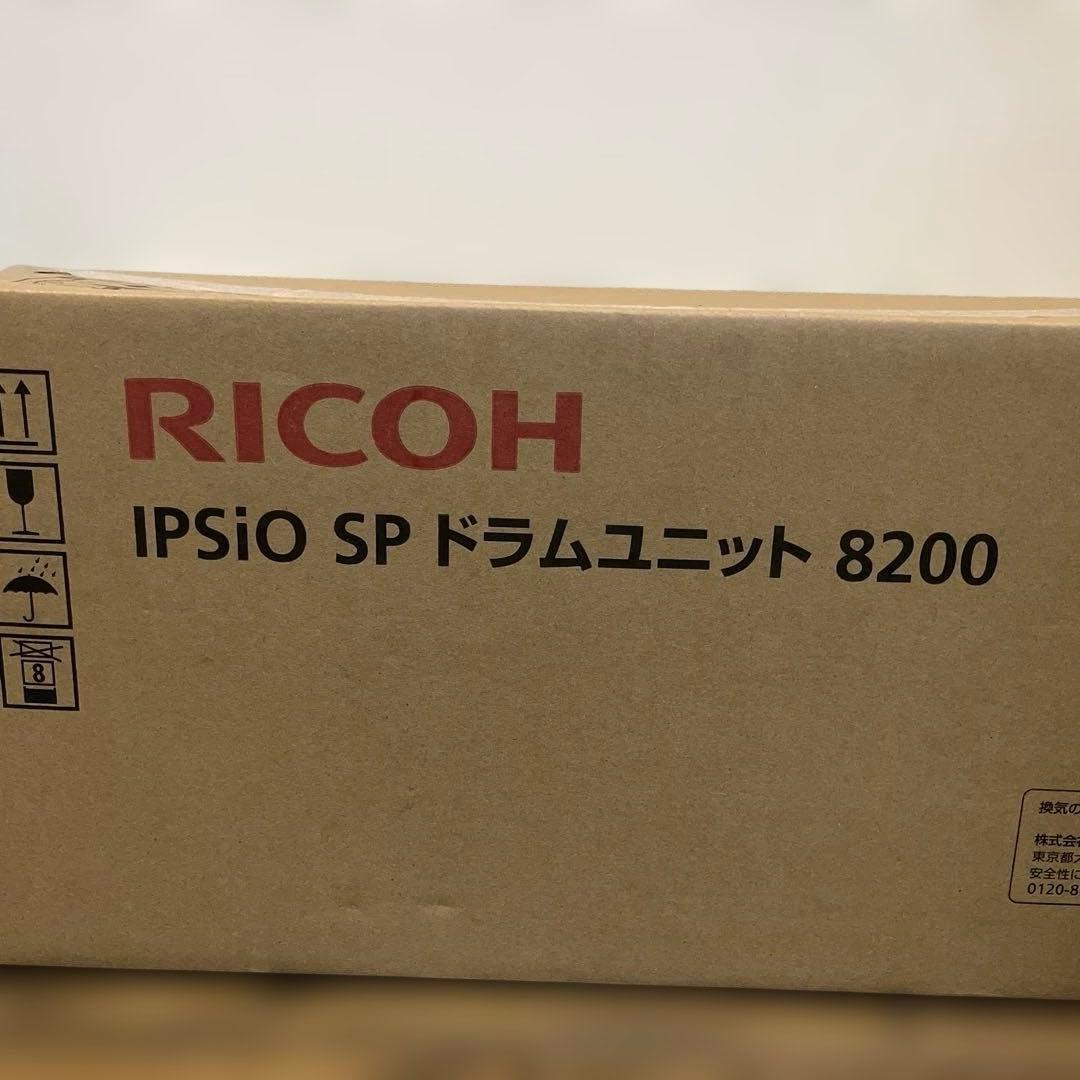 RICOH
IPSiO SP ドラムユニット 8200
8
換気の
株式会
東京都
安全性に
0120-8